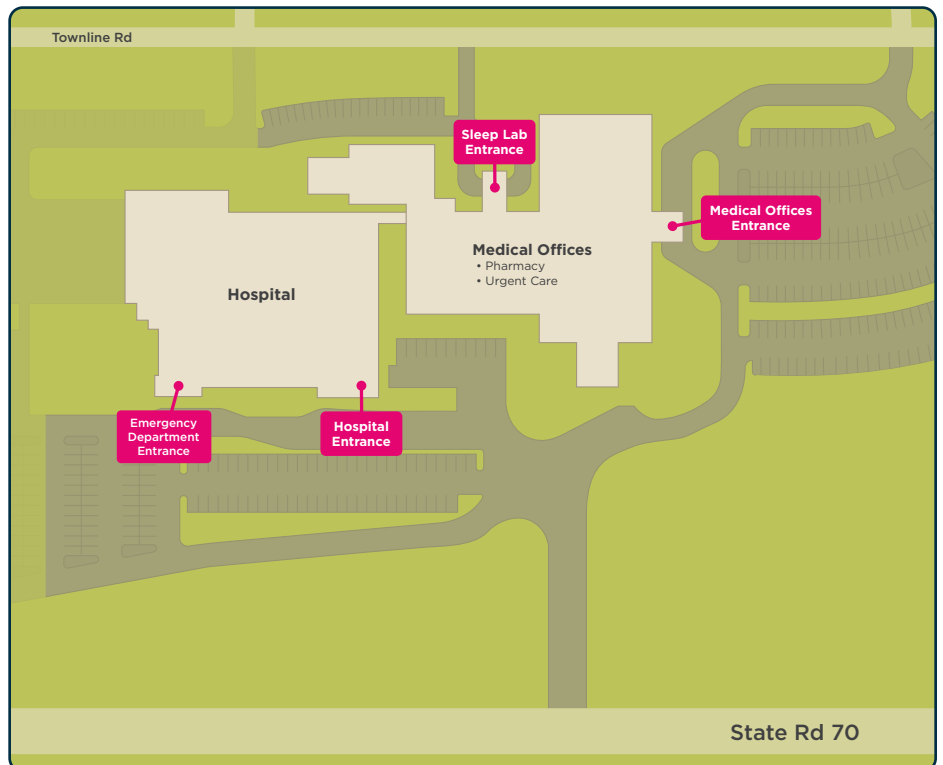 Townline Rd
Sleep Lab
Entrance
Medical Offices
Entrance
Medical Offices
• Pharmacy
• Urgent Care
Hospital
Emergency
Department
Entrance
Hospital
Entrance
State Rd 70